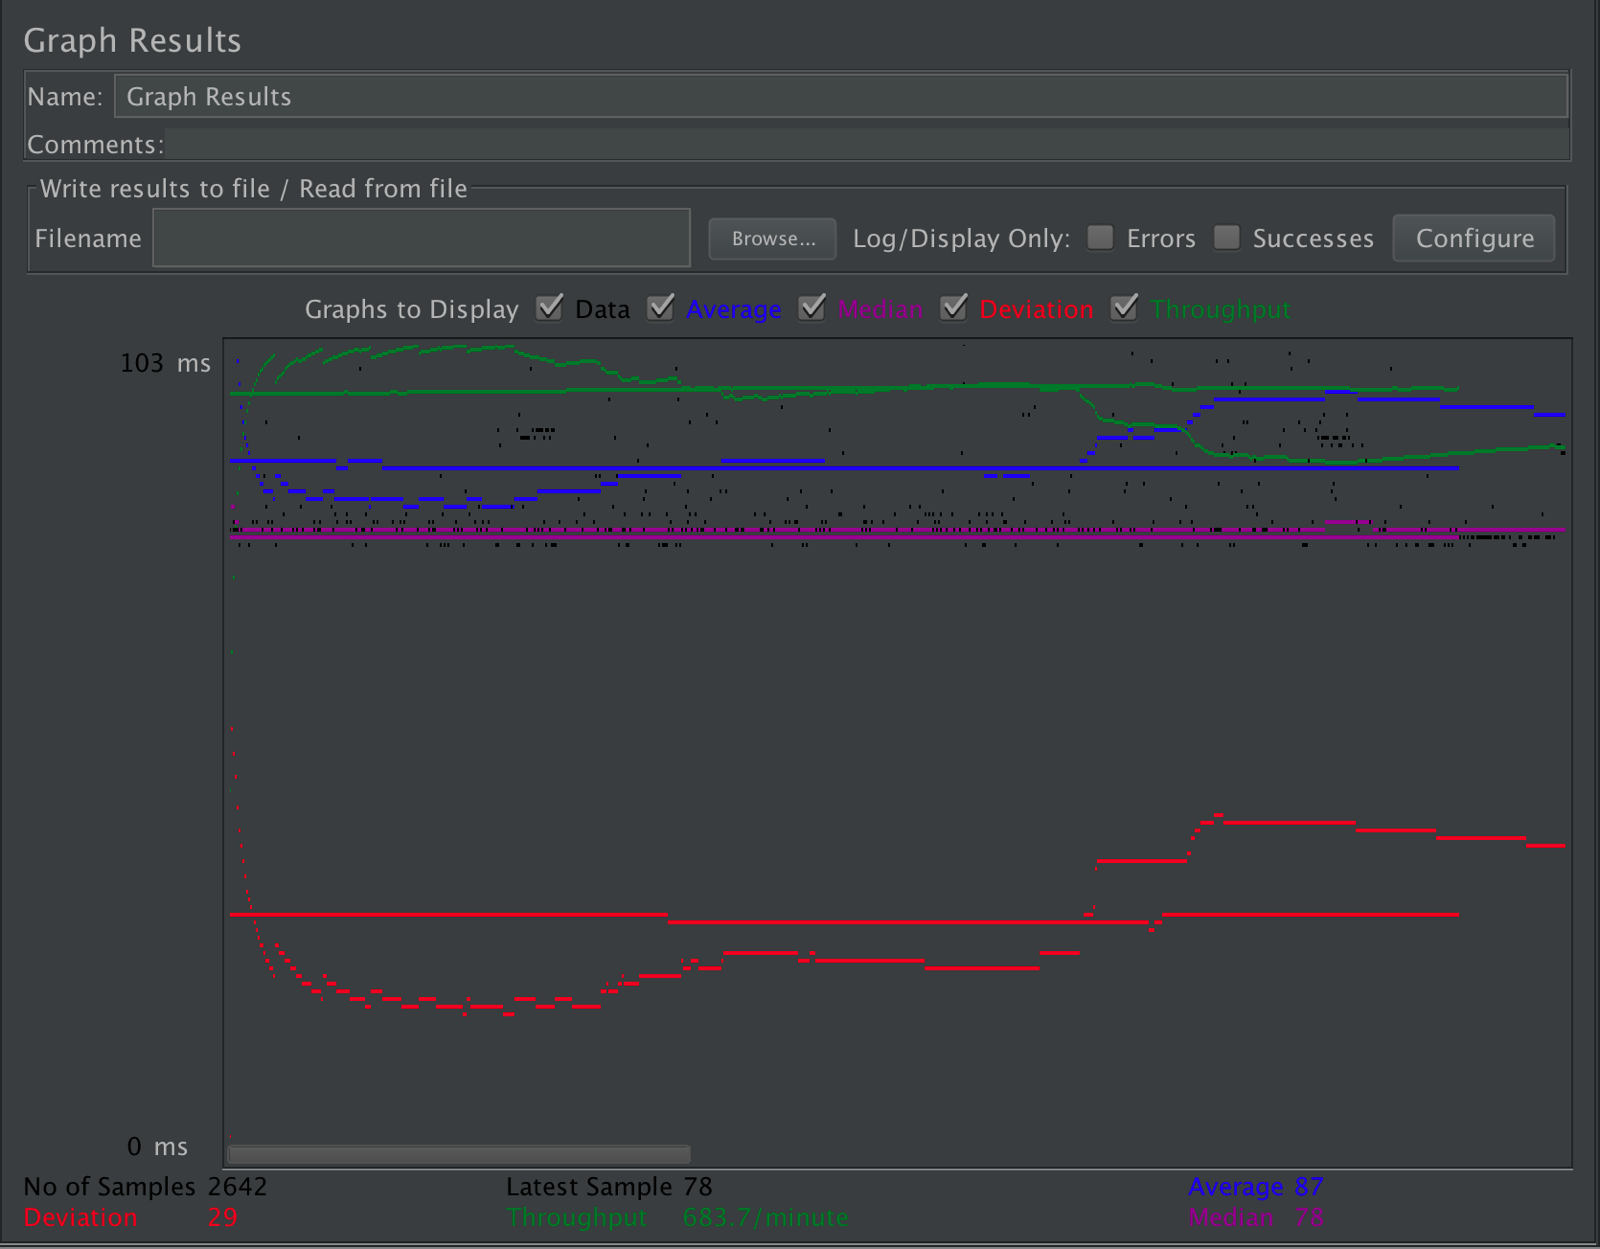 Graph Results
Name: Graph Results
Comments:
Write results to file / Read from file
Filename Browse... Log/Display Only: Errors Successes Configure
Graphs to Display Data Average Median Deviation Throughput
103 ms
0 ms
No of Samples 2642 Latest Sample 78 Average 87
Deviation 29 Throughput 683.7/minute Median 78